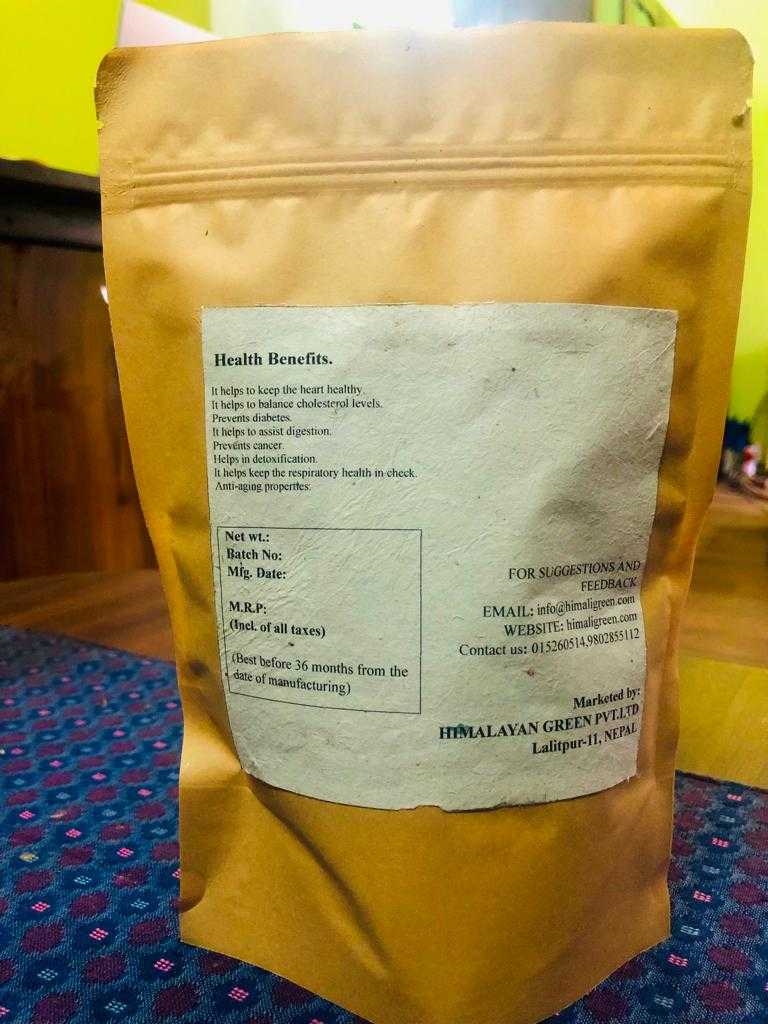 Health Benefits.
It helps to keep the heart healthy.
It helps to balance cholesterol levels.
Prevents diabetes.
It helps to assist digestion.
Prevents cancer.
Helps in detoxification.
It helps keep the respiratory health in check.
Anti-aging properties.
Net wt.:
Batch No:
Mfg. Date:
M.R.P:
(Incl. of all taxes)
(Best before 36 months from the
date of manufacturing)
FOR SUGGESTIONS AND
FEEDBACK
EMAIL: info@himaligreen.com
WEBSITE: himaligreen.com
Contact us: 015260514,9802855112
Marketed by:
HIMALAYAN GREEN PVT.LTD
Lalitpur-11, NEPAL